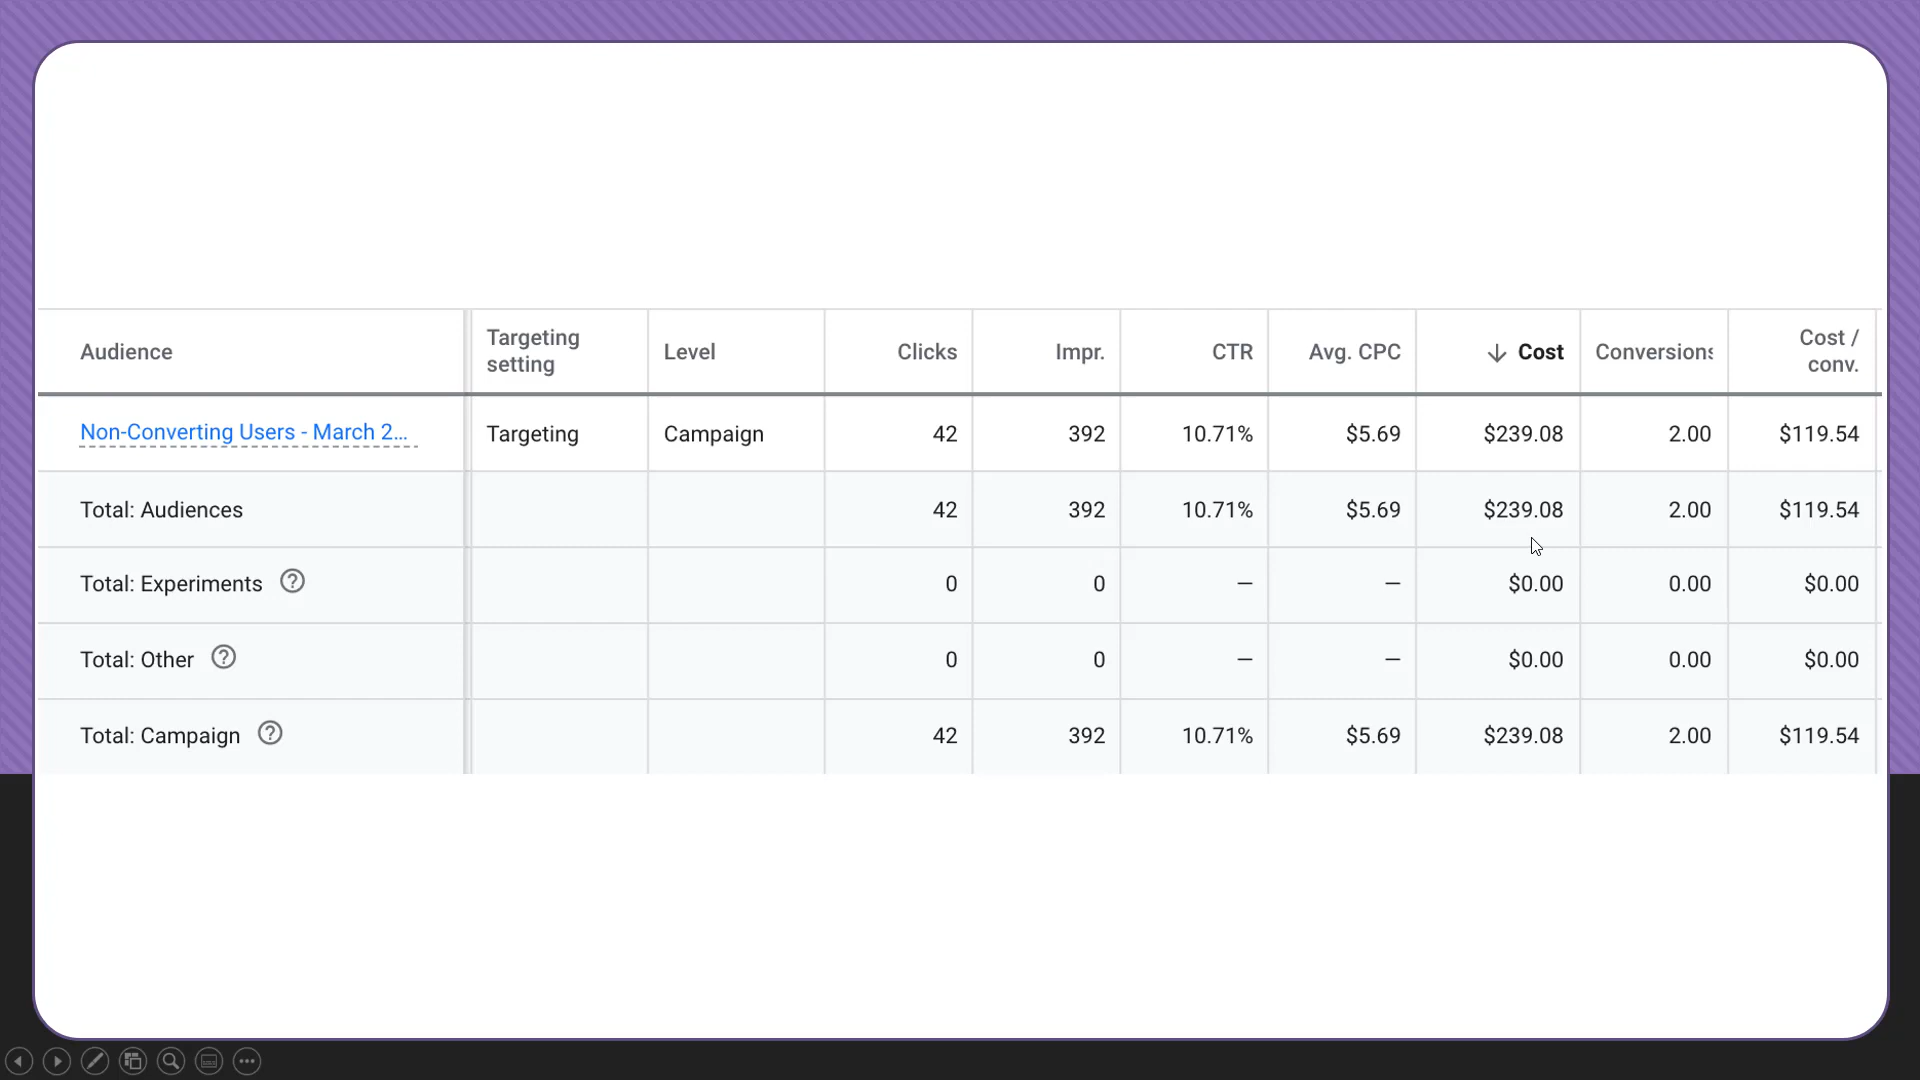 Audience Targeting setting Level Clicks Impr. CTR Avg. CPC ↓ Cost Conversions Cost / conv.
Non-Converting Users - March 2... Targeting Campaign 42 392 10.71% $5.69 $239.08 2.00 $119.54
Total: Audiences 42 392 10.71% $5.69 $239.08 2.00 $119.54
Total: Experiments ? 0 0 — — $0.00 0.00 $0.00
Total: Other ? 0 0 — — $0.00 0.00 $0.00
Total: Campaign ? 42 392 10.71% $5.69 $239.08 2.00 $119.54